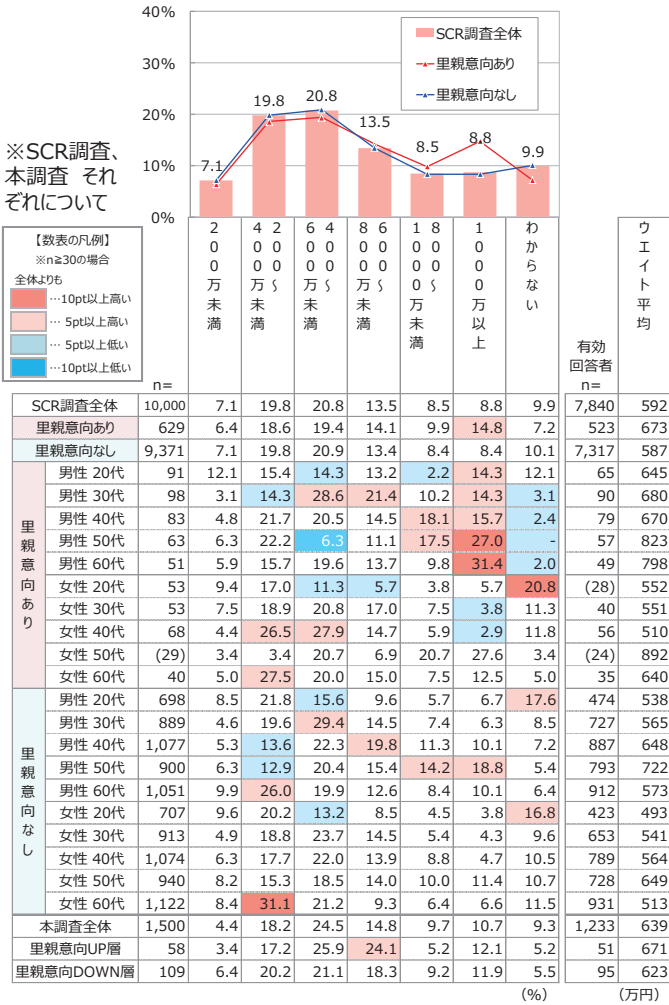 40%
30%
20%
10%
0%
SCR調査全体
里親意向あり
里親意向なし
7.1 19.8 20.8 13.5 8.5 8.8 9.9
※SCR調査、
本調査 それ
ぞれについて
【数表の凡例】
※n≧30の場合
全体よりも
…10pt以上高い
… 5pt以上高い
… 5pt以上低い
…10pt以上低い
n=
200万未満
200～400万未満
400～600万未満
600～800万未満
800～1000万未満
1000万以上
わからない
有効
回答者
n=
ウエイト平均
SCR調査全体 10,000 7.1 19.8 20.8 13.5 8.5 8.8 9.9 7,840 592
里親意向あり 629 6.4 18.6 19.4 14.1 9.9 14.8 7.2 523 673
里親意向なし 9,371 7.1 19.8 20.9 13.4 8.4 8.4 10.1 7,317 587
里親意向あり
男性 20代 91 12.1 15.4 14.3 13.2 2.2 14.3 12.1 65 645
男性 30代 98 3.1 14.3 28.6 21.4 10.2 14.3 3.1 90 680
男性 40代 83 4.8 21.7 20.5 14.5 18.1 15.7 2.4 79 670
男性 50代 63 6.3 22.2 6.3 11.1 17.5 27.0 - 57 823
男性 60代 51 5.9 15.7 19.6 13.7 9.8 31.4 2.0 49 798
女性 20代 53 9.4 17.0 11.3 5.7 3.8 5.7 20.8 (28) 552
女性 30代 53 7.5 18.9 20.8 17.0 7.5 3.8 11.3 40 551
女性 40代 68 4.4 26.5 27.9 14.7 5.9 2.9 11.8 56 510
女性 50代 (29) 3.4 3.4 20.7 6.9 20.7 27.6 3.4 (24) 892
女性 60代 40 5.0 27.5 20.0 15.0 7.5 12.5 5.0 35 640
里親意向なし
男性 20代 698 8.5 21.8 15.6 9.6 5.7 6.7 17.6 474 538
男性 30代 889 4.6 19.6 29.4 14.5 7.4 6.3 8.5 727 565
男性 40代 1,077 5.3 13.6 22.3 19.8 11.3 10.1 7.2 887 648
男性 50代 900 6.3 12.9 20.4 15.4 14.2 18.8 5.4 793 722
男性 60代 1,051 9.9 26.0 19.9 12.6 8.4 10.1 6.4 912 573
女性 20代 707 9.6 20.2 13.2 8.5 4.5 3.8 16.8 423 493
女性 30代 913 4.9 18.8 23.7 14.5 5.4 4.3 9.6 653 541
女性 40代 1,074 6.3 17.7 22.0 13.9 8.8 4.7 10.5 789 564
女性 50代 940 8.2 15.3 18.5 14.0 10.0 11.4 10.7 728 649
女性 60代 1,122 8.4 31.1 21.2 9.3 6.4 6.6 11.5 931 513
本調査全体 1,500 4.4 18.2 24.5 14.8 9.7 10.7 9.3 1,233 639
里親意向UP層 58 3.4 17.2 25.9 24.1 5.2 12.1 5.2 51 671
里親意向DOWN層 109 6.4 20.2 21.1 18.3 9.2 11.9 5.5 95 623
(%) (万円)